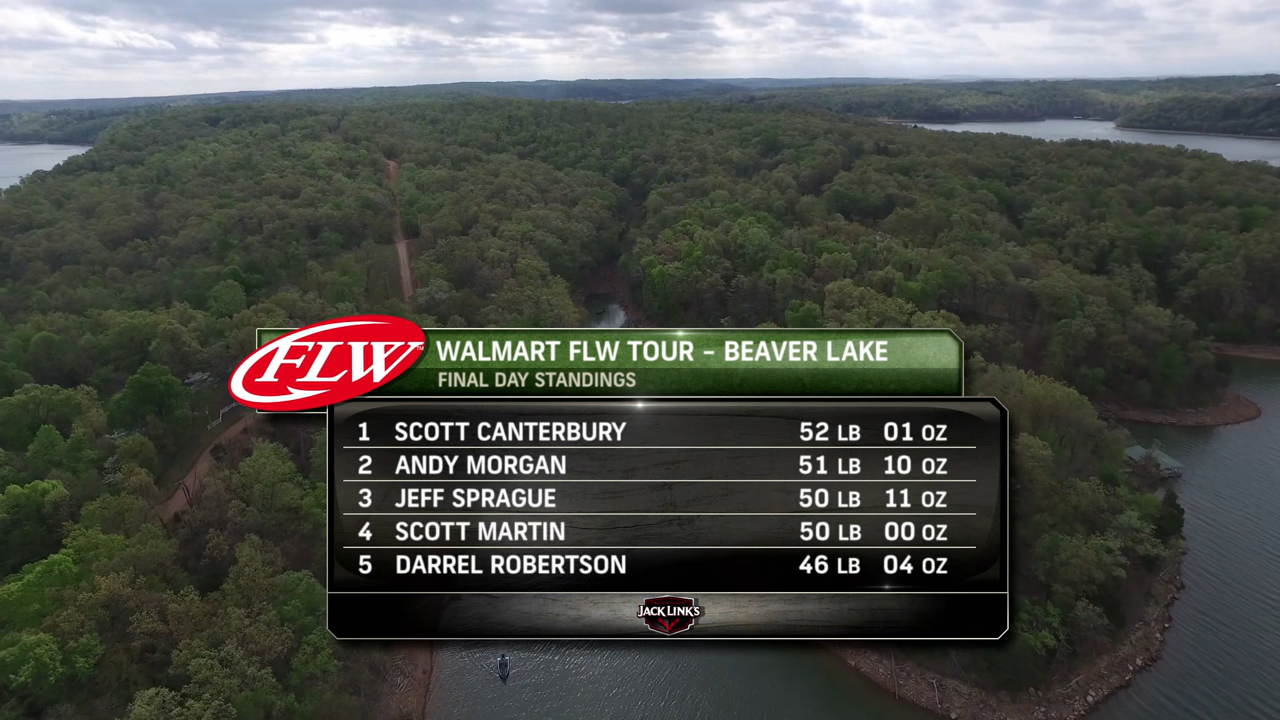 FLW
WALMART FLW TOUR – BEAVER LAKE
FINAL DAY STANDINGS
1 SCOTT CANTERBURY 52 LB 01 OZ
2 ANDY MORGAN 51 LB 10 OZ
3 JEFF SPRAGUE 50 LB 11 OZ
4 SCOTT MARTIN 50 LB 00 OZ
5 DARREL ROBERTSON 46 LB 04 OZ
JACK LINK'S